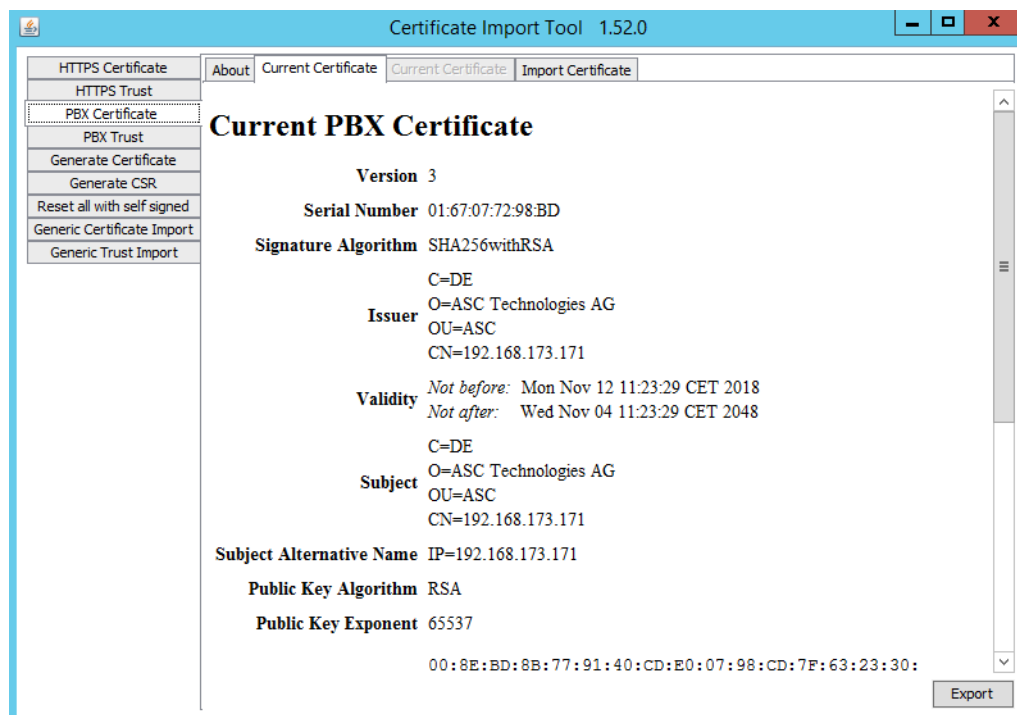 Certificate Import Tool 1.52.0
HTTPS Certificate
HTTPS Trust
PBX Certificate
PBX Trust
Generate Certificate
Generate CSR
Reset all with self signed
Generic Certificate Import
Generic Trust Import
About Current Certificate Current Certificate Import Certificate
Current PBX Certificate
Version 3
Serial Number 01:67:07:72:98:BD
Signature Algorithm SHA256withRSA
Issuer
C=DE
O=ASC Technologies AG
OU=ASC
CN=192.168.173.171
Validity
Not before: Mon Nov 12 11:23:29 CET 2018
Not after: Wed Nov 04 11:23:29 CET 2048
Subject
C=DE
O=ASC Technologies AG
OU=ASC
CN=192.168.173.171
Subject Alternative Name IP=192.168.173.171
Public Key Algorithm RSA
Public Key Exponent 65537
00:8E:BD:8B:77:91:40:CD:E0:07:98:CD:7F:63:23:30:
Export